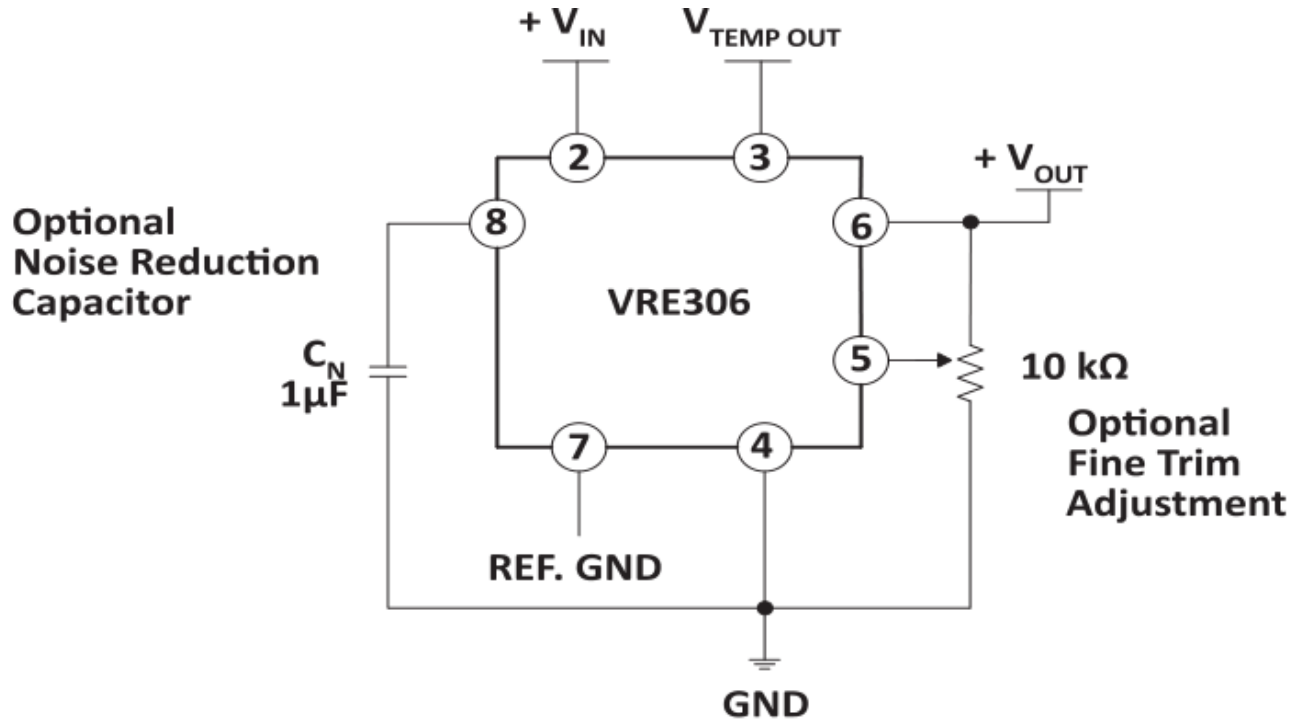 + VIN
VTEMP OUT
2
3
+ VOUT
Optional
Noise Reduction
Capacitor
8
6
VRE306
CN
1µF
5
10 kΩ
Optional
Fine Trim
Adjustment
7
4
REF. GND
GND